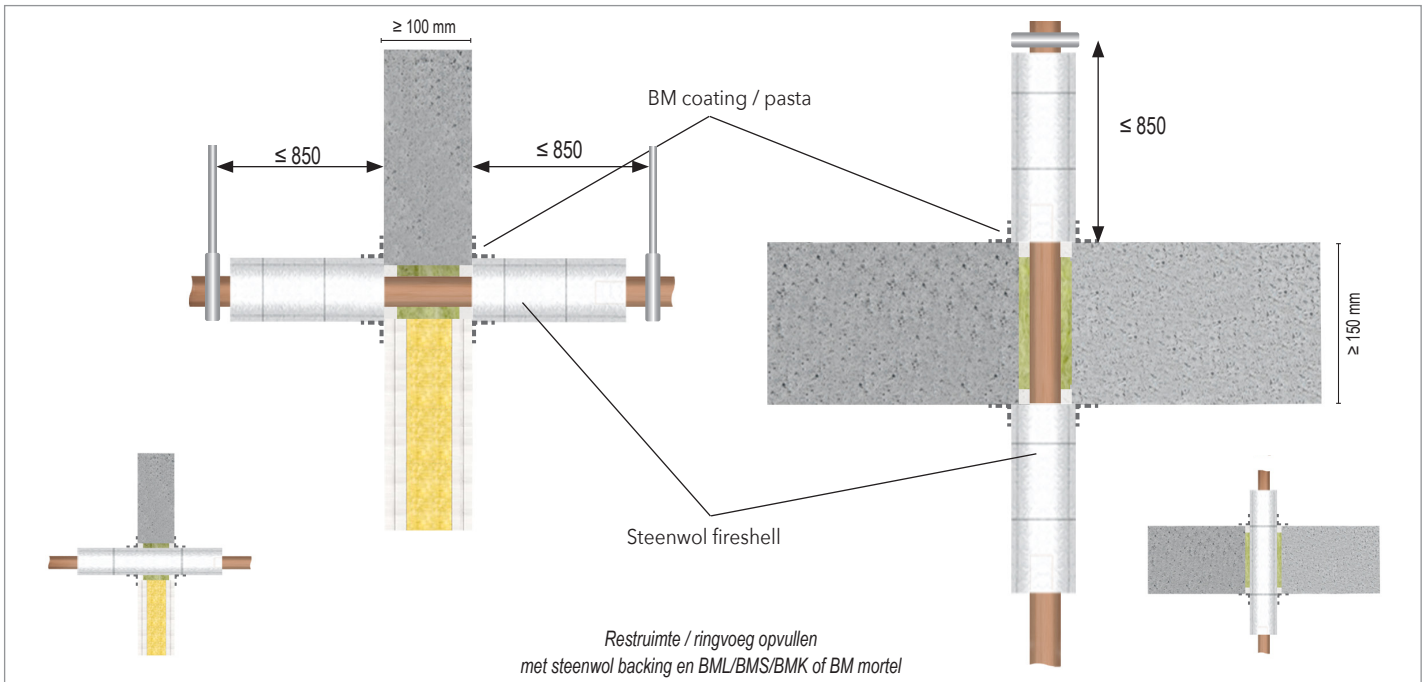 ≥ 100 mm
BM coating / pasta
≤ 850
≤ 850
≤ 850
≥ 150 mm
Steenwol fireshell
Restruimte / ringvoeg opvullen
met steenwol backing en BML/BMS/BMK of BM mortel